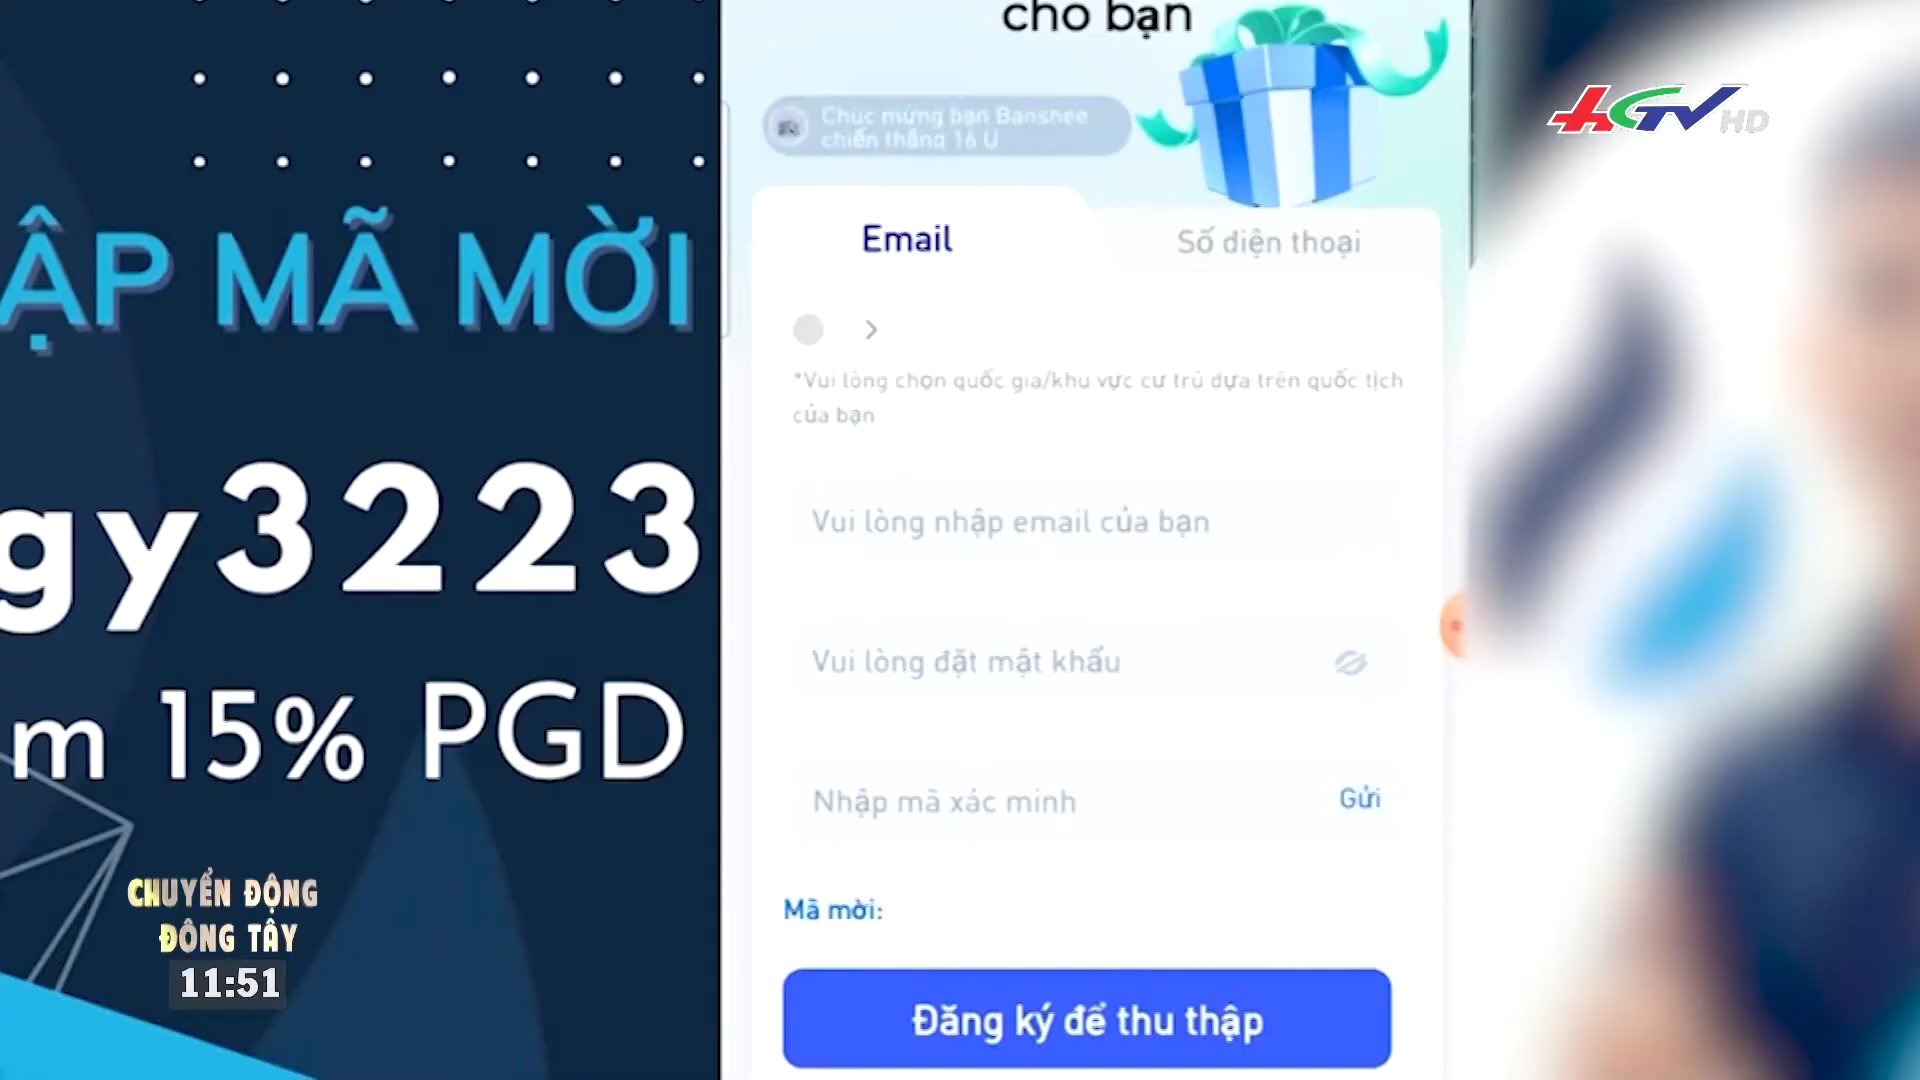 ẬP MÃ MỜI
gy3223
m 15% PGD
CHUYỂN ĐỘNG
ĐÔNG TÂY
11:51
cho bạn
Chúc mừng bạn Banshee
chiến thắng 16 U
Email
Số điện thoại
*Vui lòng chọn quốc gia/khu vực cư trú dựa trên quốc tịch
của bạn
Vui lòng nhập email của bạn
Vui lòng đặt mật khẩu
Nhập mã xác minh
Gửi
Mã mời:
Đăng ký để thu thập
HGTV HD